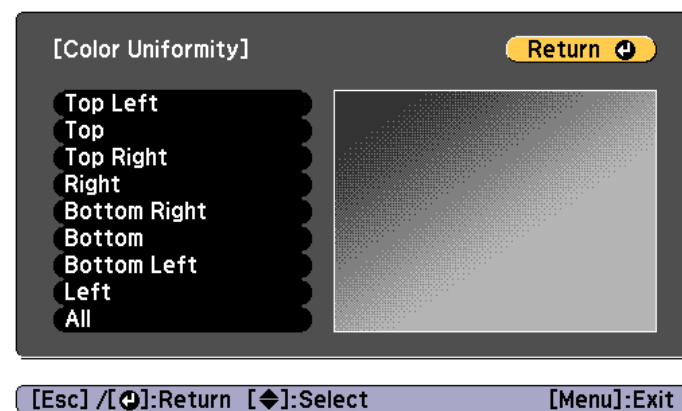 [Color Uniformity]
Return
Top Left
Top
Top Right
Right
Bottom Right
Bottom
Bottom Left
Left
All
[Esc] /[⏎]:Return [◆]:Select [Menu]:Exit